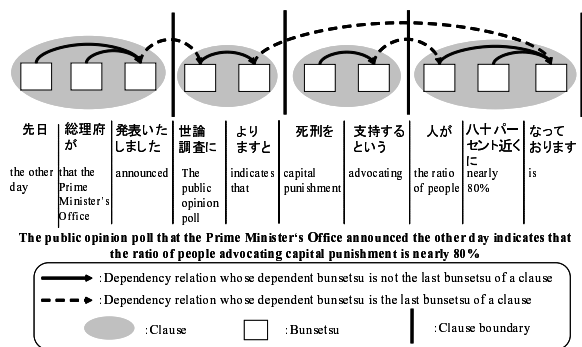 先日 総理府 発表いた 世論 より 死刑を 支持する 人が 八十パー なって
が しました 調査に ますと という セント近く おります
に
the other that the announced The indicates capital advocating the ratio nearly is
day Prime public that punishment of people 80%
Minister's opinion
Office poll
The public opinion poll that the Prime Minister‘s Office announced the other day indicates that
the ratio of people advocating capital punishment is nearly 80%
: Dependency relation whose dependent bunsetsu is not the last bunsetsu of a clause
: Dependency relation whose dependent bunsetsu is the last bunsetsu of a clause
: Clause : Bunsetsu : Clause boundary